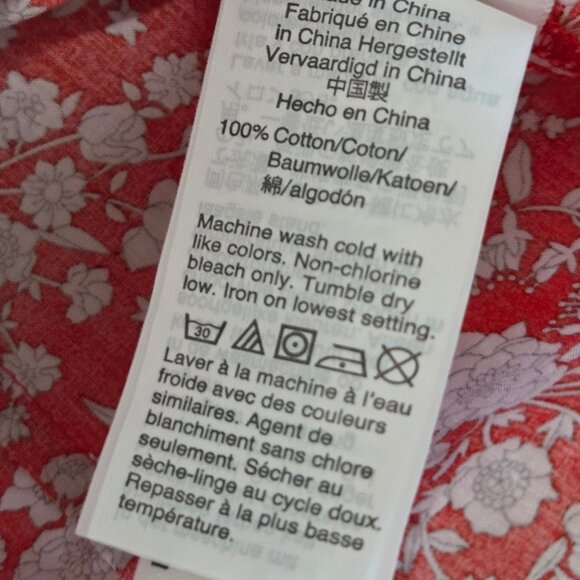 Made in China
Fabriqué en Chine
in China Hergestellt
Vervaardigd in China
中国製
Hecho en China
100% Cotton/Coton/
Baumwolle/Katoen/
綿/algodón
Machine wash cold with
like colors. Non-chlorine
bleach only. Tumble dry
low. Iron on lowest setting.
30
Laver à la machine à l'eau
froide avec des couleurs
similaires. Agent de
blanchiment sans chlore
seulement. Sécher au
sèche-linge au cycle doux.
Repasser à la plus basse
température.